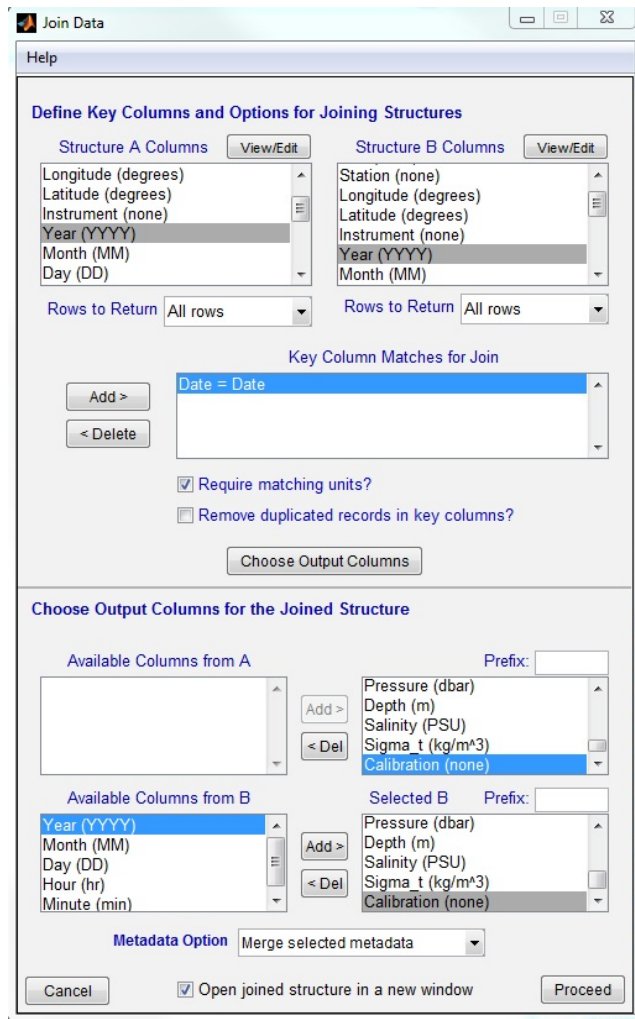 Join Data
Help
Define Key Columns and Options for Joining Structures
Structure A Columns View/Edit
Longitude (degrees)
Latitude (degrees)
Instrument (none)
Year (YYYY)
Month (MM)
Day (DD)
Rows to Return All rows
Structure B Columns View/Edit
Station (none)
Longitude (degrees)
Latitude (degrees)
Instrument (none)
Year (YYYY)
Month (MM)
Rows to Return All rows
Key Column Matches for Join
Add >
< Delete
Date = Date
Require matching units?
Remove duplicated records in key columns?
Choose Output Columns
Choose Output Columns for the Joined Structure
Available Columns from A
Add >
< Del
Prefix:
Pressure (dbar)
Depth (m)
Salinity (PSU)
Sigma_t (kg/m^3)
Calibration (none)
Available Columns from B
Year (YYYY)
Month (MM)
Day (DD)
Hour (hr)
Minute (min)
Add >
< Del
Selected B Prefix:
Pressure (dbar)
Depth (m)
Salinity (PSU)
Sigma_t (kg/m^3)
Calibration (none)
Metadata Option Merge selected metadata
Cancel Open joined structure in a new window Proceed